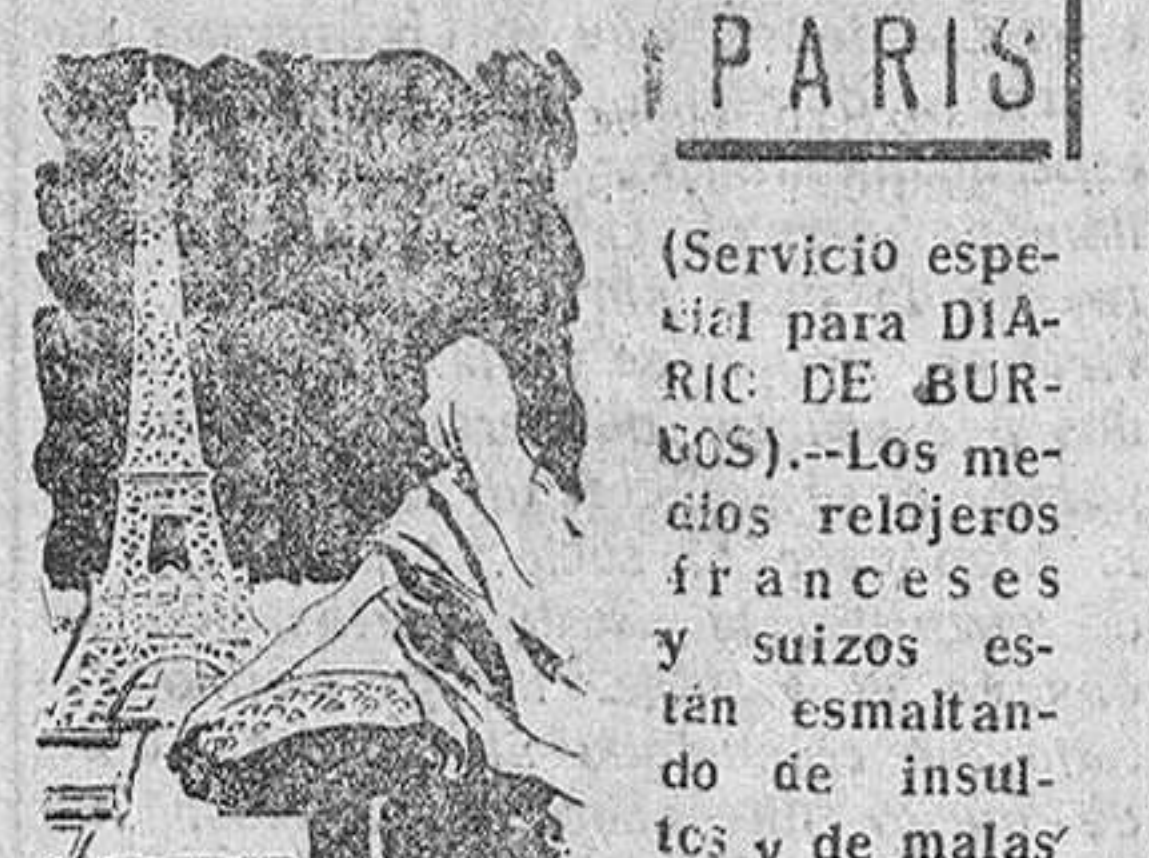 PARIS
(Servicio espe-
cial para DIA-
RIO DE BUR-
GOS).--Los me-
dios relojeros
franceses
y suizos es-
tán esmaltan-
do de insul-
tos y de malas